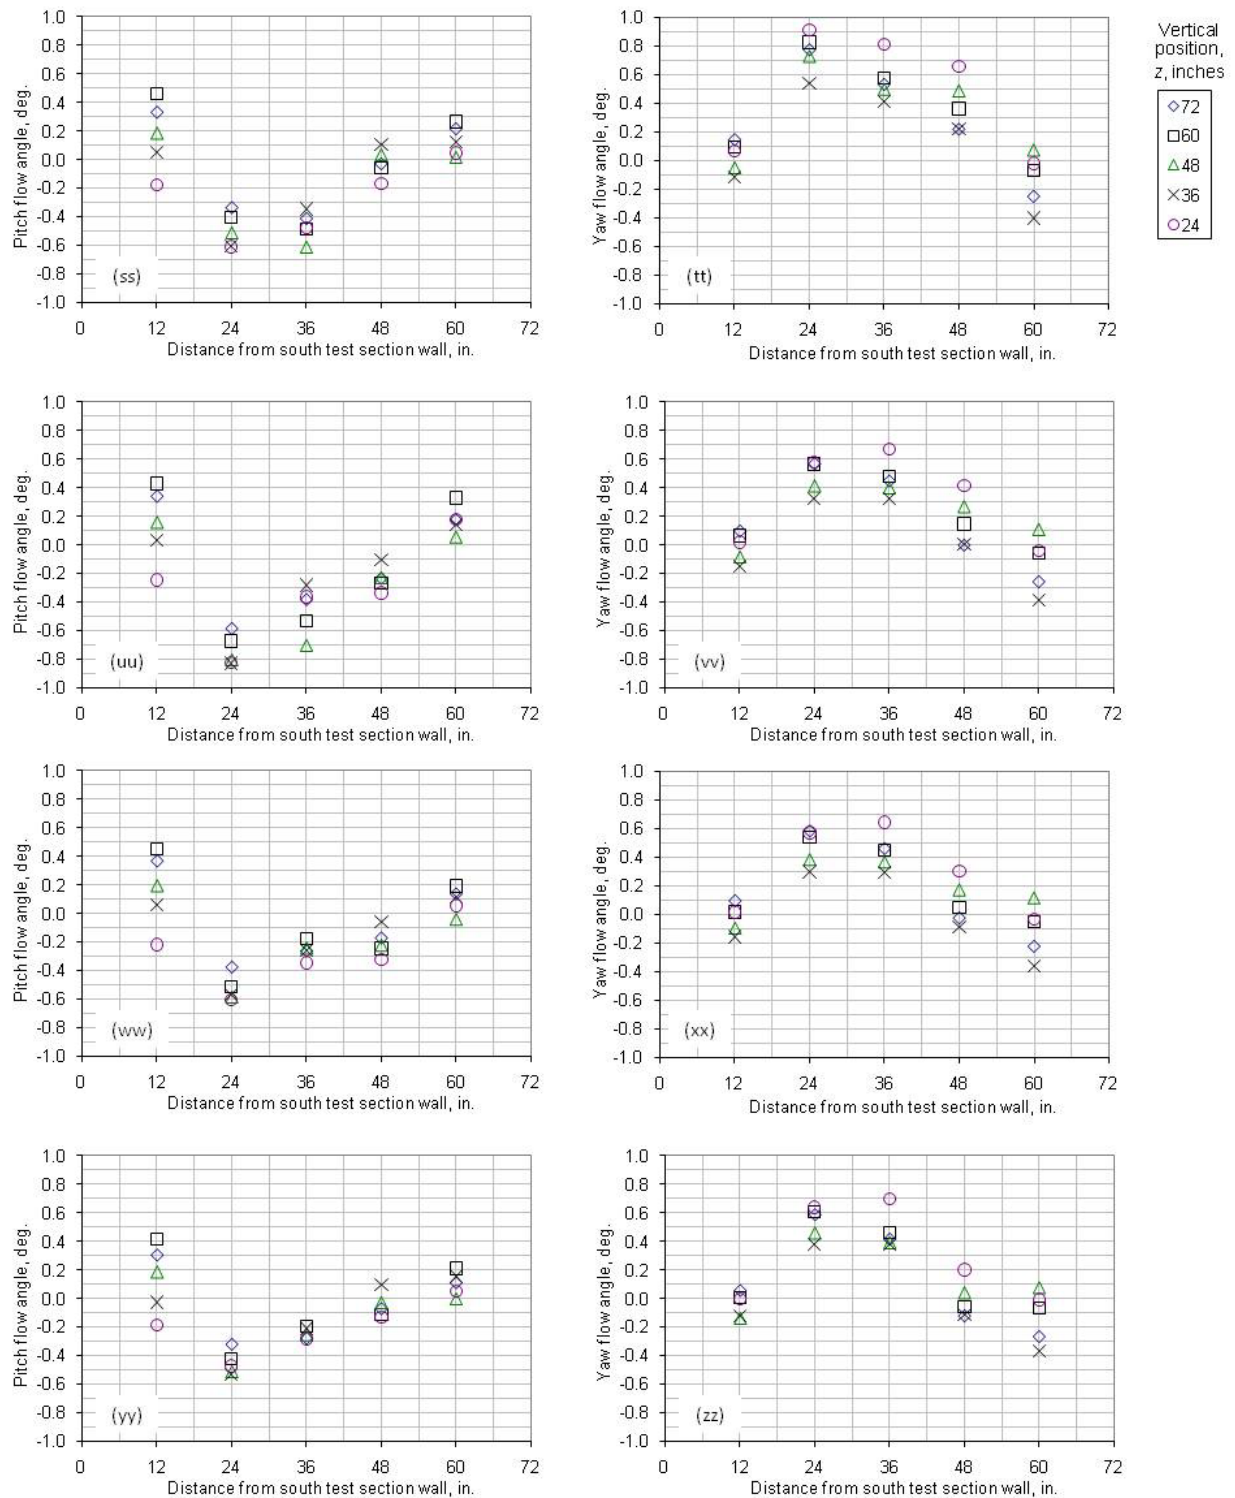 1.0
0.8
0.6
0.4
0.2
0.0
-0.2
-0.4
-0.6
-0.8
-1.0
Pitch flow angle, deg.
(ss)
0 12 24 36 48 60 72
Distance from south test section wall, in.
1.0
0.8
0.6
0.4
0.2
0.0
-0.2
-0.4
-0.6
-0.8
-1.0
Yaw flow angle, deg.
(tt)
0 12 24 36 48 60 72
Distance from south test section wall, in.
Vertical
position,
z, inches
72
60
48
36
24
1.0
0.8
0.6
0.4
0.2
0.0
-0.2
-0.4
-0.6
-0.8
-1.0
Pitch flow angle, deg.
(uu)
0 12 24 36 48 60 72
Distance from south test section wall, in.
1.0
0.8
0.6
0.4
0.2
0.0
-0.2
-0.4
-0.6
-0.8
-1.0
Yaw flow angle, deg.
(vv)
0 12 24 36 48 60 72
Distance from south test section wall, in.
1.0
0.8
0.6
0.4
0.2
0.0
-0.2
-0.4
-0.6
-0.8
-1.0
Pitch flow angle, deg.
(ww)
0 12 24 36 48 60 72
Distance from south test section wall, in.
1.0
0.8
0.6
0.4
0.2
0.0
-0.2
-0.4
-0.6
-0.8
-1.0
Yaw flow angle, deg.
(xx)
0 12 24 36 48 60 72
Distance from south test section wall, in.
1.0
0.8
0.6
0.4
0.2
0.0
-0.2
-0.4
-0.6
-0.8
-1.0
Pitch flow angle, deg.
(yy)
0 12 24 36 48 60 72
Distance from south test section wall, in.
1.0
0.8
0.6
0.4
0.2
0.0
-0.2
-0.4
-0.6
-0.8
-1.0
Yaw flow angle, deg.
(zz)
0 12 24 36 48 60 72
Distance from south test section wall, in.